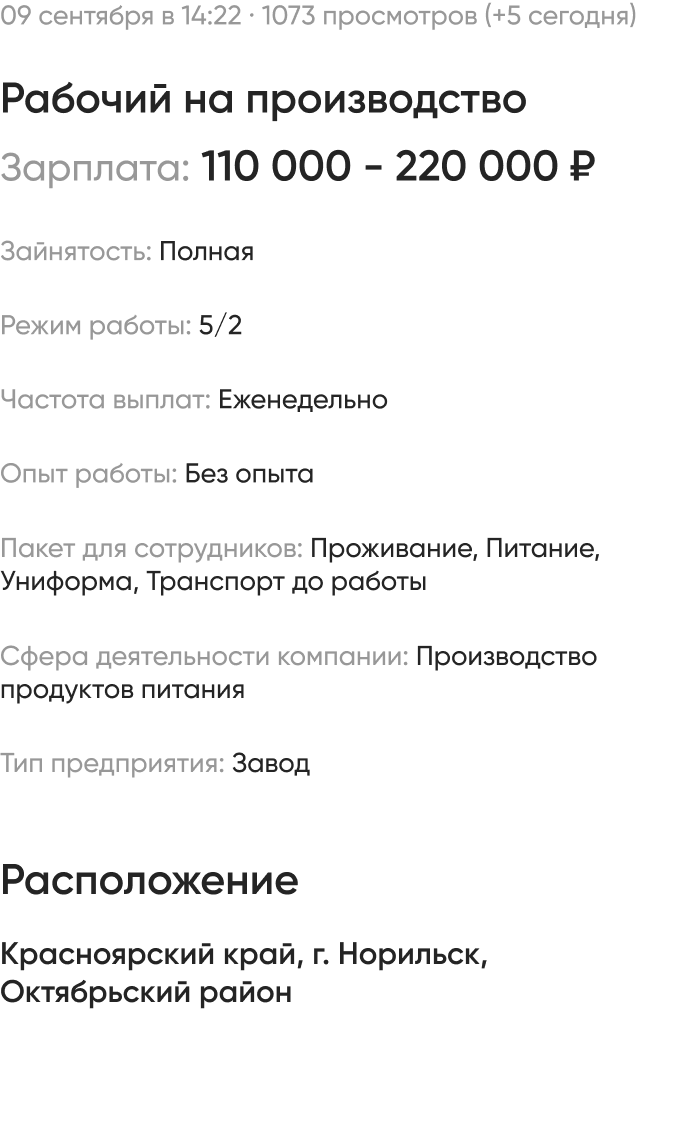 09 сентября в 14:22 · 1073 просмотров (+5 сегодня)
Рабочий на производство
Зарплата: 110 000 - 220 000 ₽
Зайнятость: Полная
Режим работы: 5/2
Частота выплат: Еженедельно
Опыт работы: Без опыта
Пакет для сотрудников: Проживание, Питание,
Униформа, Транспорт до работы
Сфера деятельности компании: Производство
продуктов питания
Тип предприятия: Завод
Расположение
Красноярский край, г. Норильск,
Октябрьский район